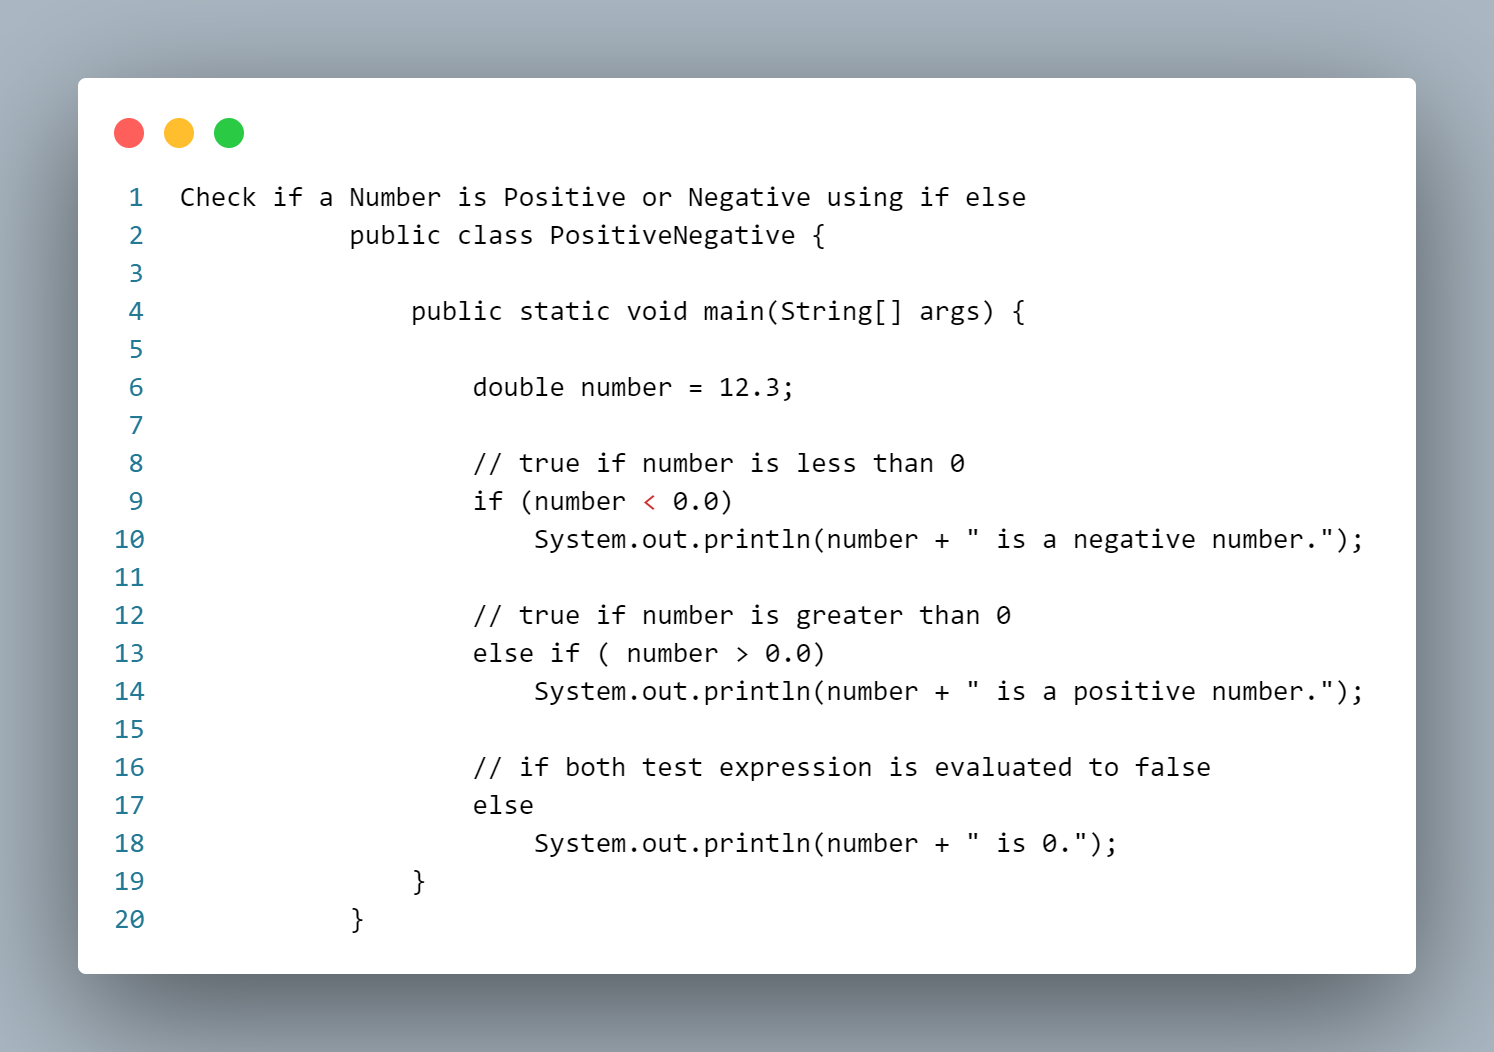 1 Check if a Number is Positive or Negative using if else
2            public class PositiveNegative {
3
4                public static void main(String[] args) {
5
6                    double number = 12.3;
7
8                    // true if number is less than 0
9                    if (number < 0.0)
10                        System.out.println(number + " is a negative number.");
11
12                    // true if number is greater than 0
13                    else if ( number > 0.0)
14                        System.out.println(number + " is a positive number.");
15
16                    // if both test expression is evaluated to false
17                    else
18                        System.out.println(number + " is 0.");
19                }
20            }